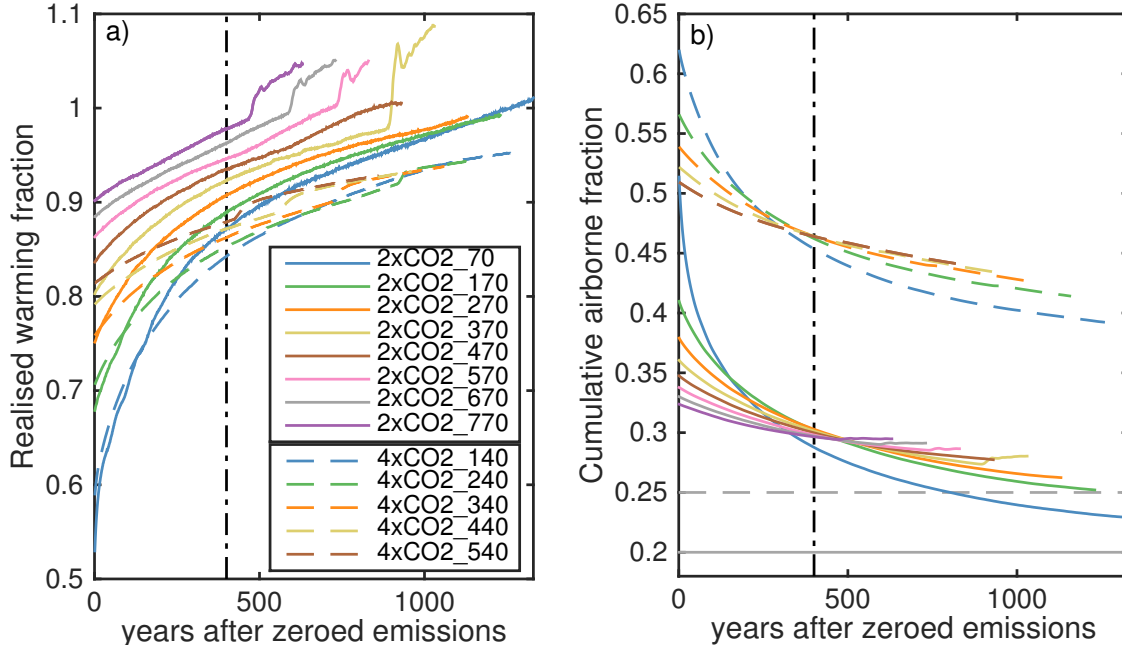 a)
Realised warming fraction
1.1
1
0.9
0.8
0.7
0.6
0.5
0
500
1000
years after zeroed emissions
2xCO2_70
2xCO2_170
2xCO2_270
2xCO2_370
2xCO2_470
2xCO2_570
2xCO2_670
2xCO2_770
4xCO2_140
4xCO2_240
4xCO2_340
4xCO2_440
4xCO2_540
b)
Cumulative airborne fraction
0.65
0.6
0.55
0.5
0.45
0.4
0.35
0.3
0.25
0.2
0
500
1000
years after zeroed emissions